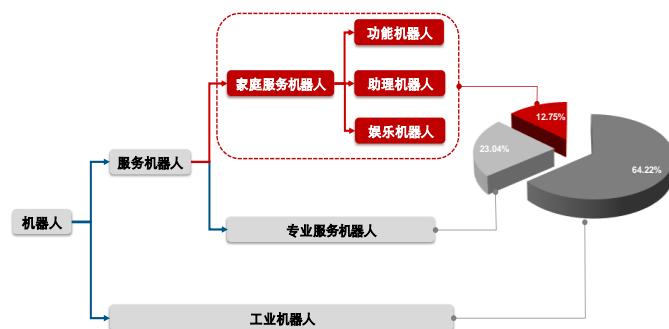 功能机器人
家庭服务机器人
助理机器人
娱乐机器人
12.75%
23.04%
64.22%
服务机器人
机器人
专业服务机器人
工业机器人